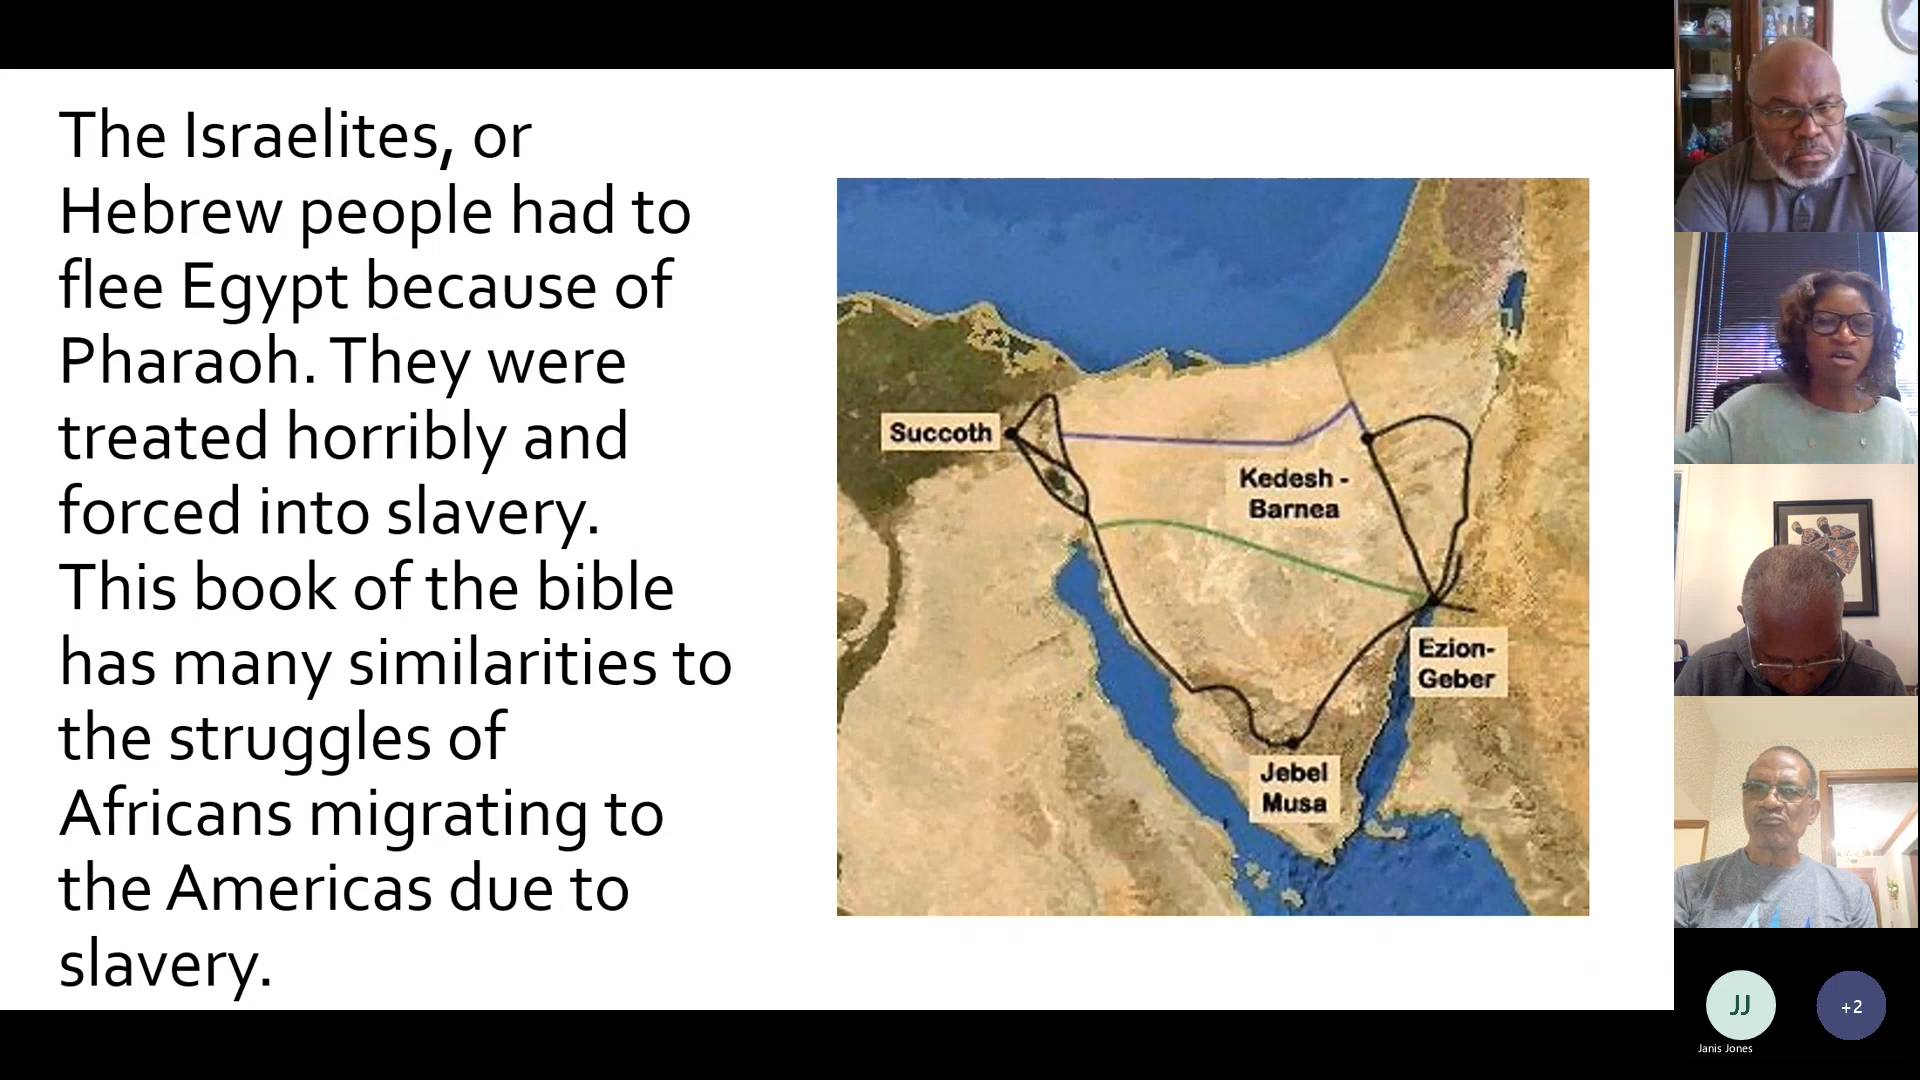 The Israelites, or
Hebrew people had to
flee Egypt because of
Pharaoh. They were
treated horribly and
forced into slavery.
This book of the bible
has many similarities to
the struggles of
Africans migrating to
the Americas due to
slavery.
Succoth
Kedesh -
Barnea
Ezion-
Geber
Jebel
Musa
JJ
+2
Janis Jones